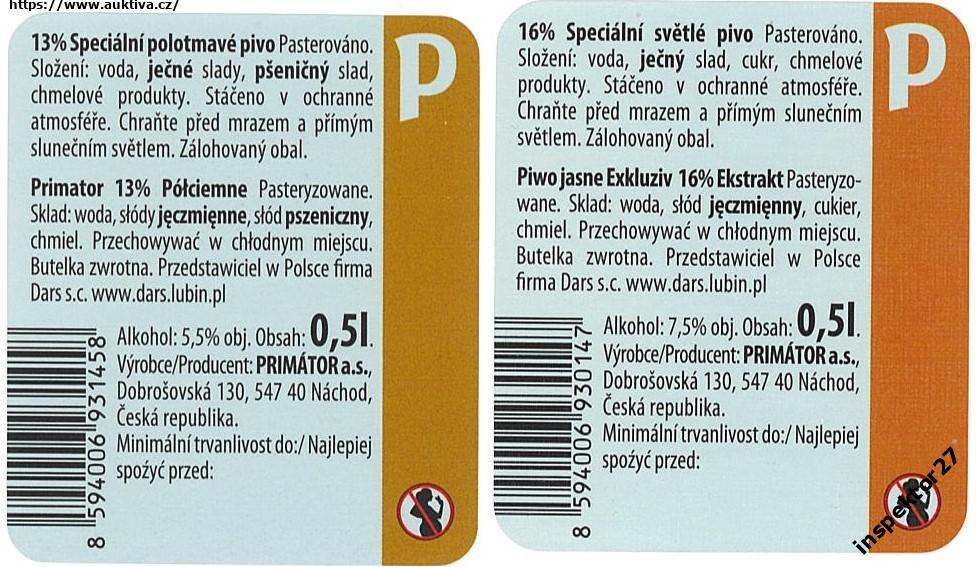 https://www.auktiva.cz/
13% Speciální polotmavé pivo Pasterováno.
Složení: voda, ječné slady, pšeničný slad,
chmelové produkty. Stáčeno v ochranné
atmosféře. Chraňte před mrazem a přímým
slunečním světlem. Zálohovaný obal.
Primator 13% Półciemne Pasteryzowane.
Sklad: woda, słódy jęczmięnne, słód pszeniczny,
chmiel. Przechowywać w chłodnym miejscu.
Butelka zwrotna. Przedstawiciel w Polsce firma
Dars s.c. www.dars.lubin.pl
Alkohol: 5,5% obj. Obsah: 0,5l.
Výrobce/Producent: PRIMÁTOR a.s.,
Dobrošovská 130, 547 40 Náchod,
Česká republika.
Minimální trvanlivost do:/ Najlepiej
spożyć przed:
8 594006 931458
P
16% Speciální světlé pivo Pasterováno.
Složení: voda, ječný slad, cukr, chmelové
produkty. Stáčeno v ochranné atmosféře.
Chraňte před mrazem a přímým slunečním
světlem. Zálohovaný obal.
Piwo jasne Exkluziv 16% Ekstrakt Pasteryzo-
wane. Sklad: woda, słód jęczmięnny, cukier,
chmiel. Przechowywać w chłodnym miejscu.
Butelka zwrotna. Przedstawiciel w Polsce
firma Dars s.c. www.dars.lubin.pl
Alkohol: 7,5% obj. Obsah: 0,5l.
Výrobce/Producent: PRIMÁTOR a.s.,
Dobrošovská 130, 547 40 Náchod,
Česká republika.
Minimální trvanlivost do:/ Najlepiej
spoźyć przed:
8 594006 930147
P
inspektor27